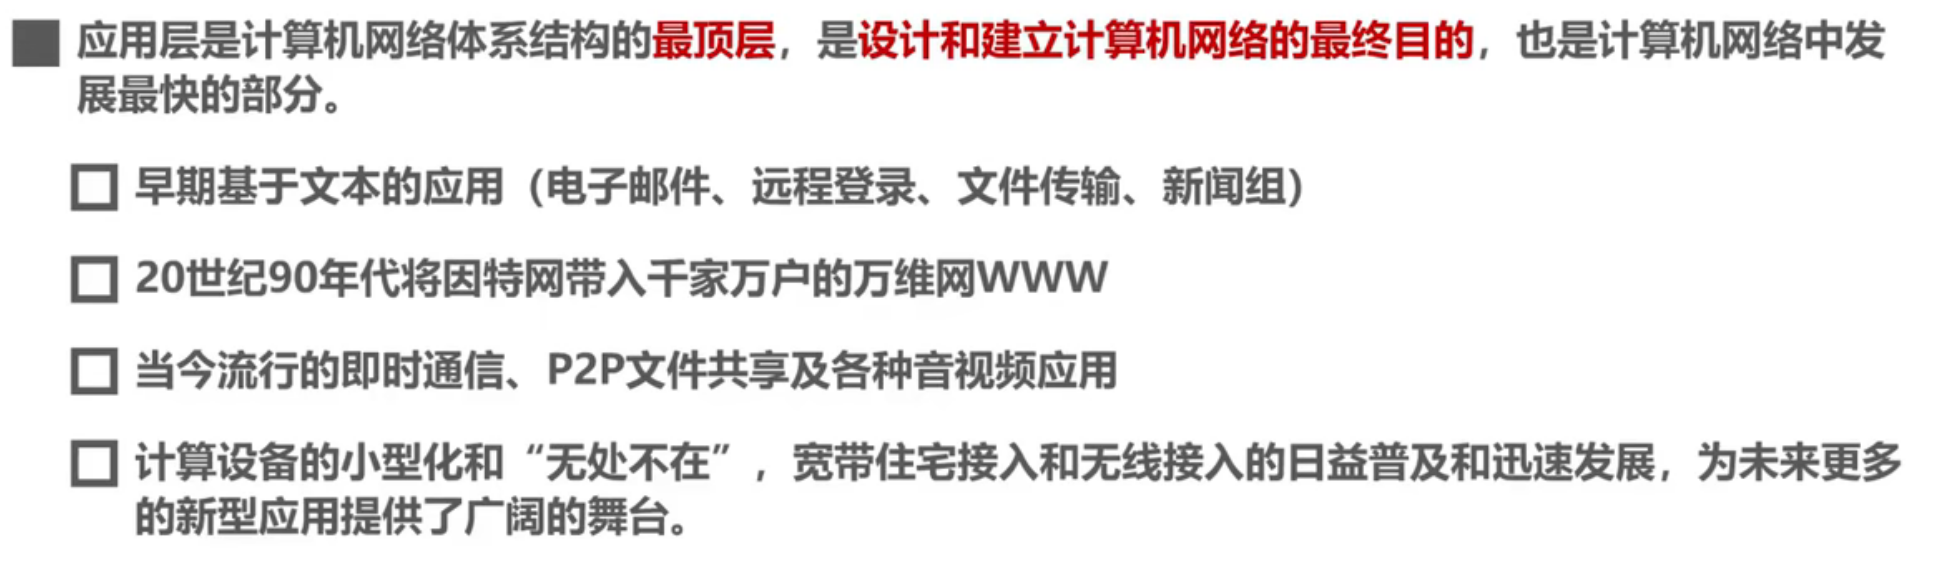 应用层是计算机网络体系结构的最顶层，是设计和建立计算机网络的最终目的，也是计算机网络中发
展最快的部分。
早期基于文本的应用（电子邮件、远程登录、文件传输、新闻组）
20世纪90年代将因特网带入千家万户的万维网WWW
当今流行的即时通信、P2P文件共享及各种音视频应用
计算设备的小型化和“无处不在”，宽带住宅接入和无线接入的日益普及和迅速发展，为未来更多
的新型应用提供了广阔的舞台。